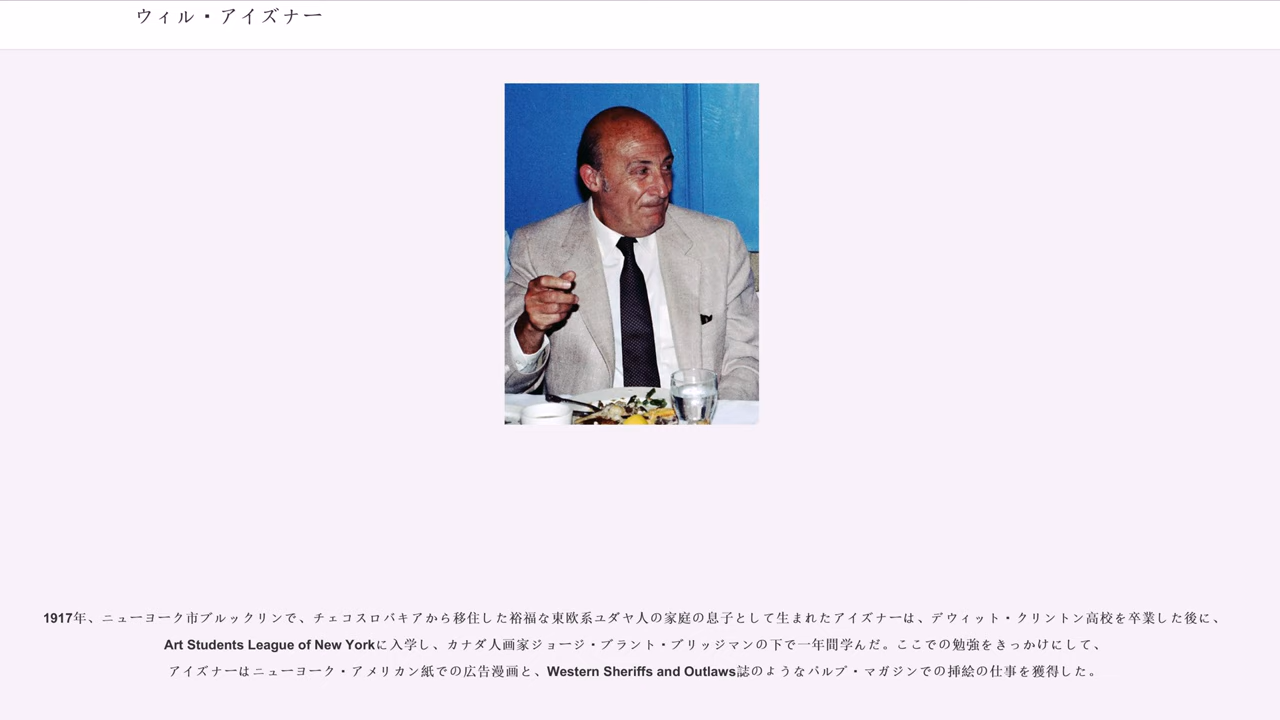 ウィル・アイズナー
1917年、ニューヨーク市ブルックリンで、チェコスロバキアから移住した裕福な東欧系ユダヤ人の家庭の息子として生まれたアイズナーは、デウィット・クリントン高校を卒業した後に、
Art Students League of New Yorkに入学し、カナダ人画家ジョージ・ブラント・ブリッジマンの下で一年間学んだ。ここでの勉強をきっかけにして、
アイズナーはニューヨーク・アメリカン紙での広告漫画と、Western Sheriffs and Outlaws誌のようなパルプ・マガジンでの挿絵の仕事を獲得した。